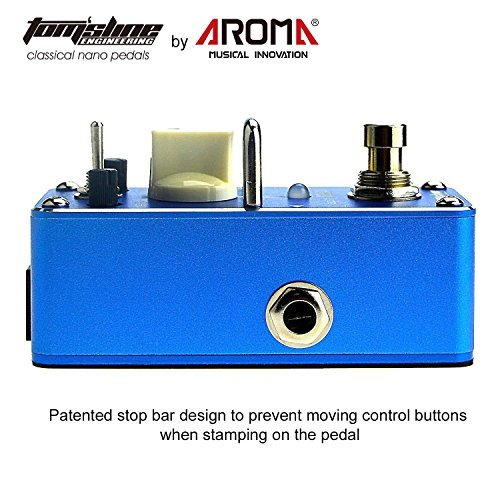 tom'sline
ENGINEERING
classical nano pedals
by
AROMA®
MUSICAL INNOVATION
Patented stop bar design to prevent moving control buttons
when stamping on the pedal